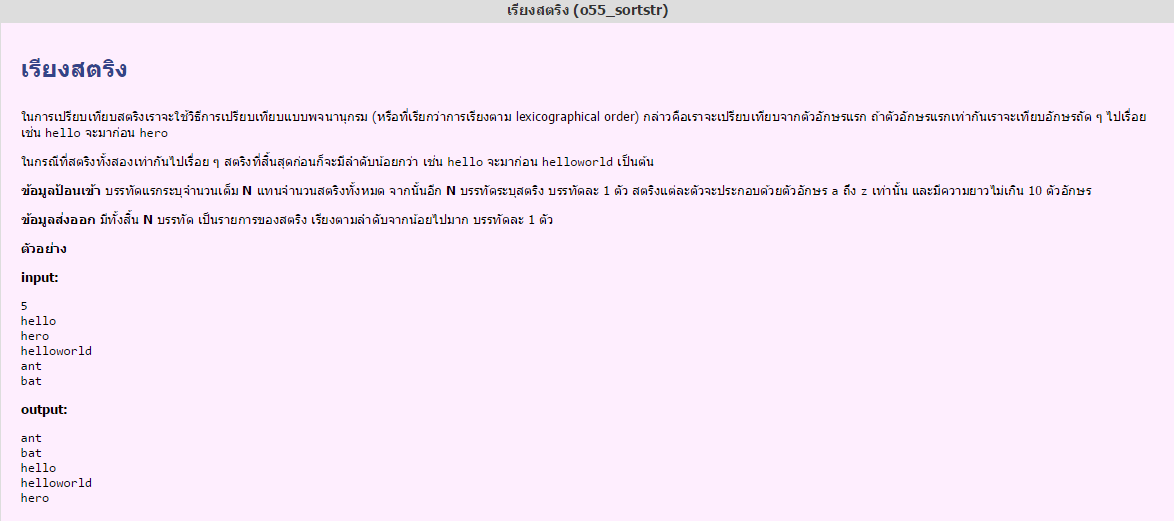 เรียงสตริง (o55_sortstr)
เรียงสตริง
ในการเปรียบเทียบสตริงเราจะใช้วิธีการเปรียบเทียบแบบพจนานุกรม (หรือที่เรียกว่าการเรียงตาม lexicographical order) กล่าวคือเราจะเปรียบเทียบจากตัวอักษรแรก ถ้าตัวอักษรแรกเท่ากันเราจะเทียบอักษรถัด ๆ ไปเรื่อย
เช่น hello จะมาก่อน hero
ในกรณีที่สตริงทั้งสองเท่ากันไปเรื่อย ๆ สตริงที่สิ้นสุดก่อนก็จะมีลำดับน้อยกว่า เช่น hello จะมาก่อน helloworld เป็นต้น
ข้อมูลป้อนเข้า บรรทัดแรกระบุจำนวนเต็ม N แทนจำนวนสตริงทั้งหมด จากนั้นอีก N บรรทัดระบุสตริง บรรทัดละ 1 ตัว สตริงแต่ละตัวจะประกอบด้วยตัวอักษร a ถึง z เท่านั้น และมีความยาวไม่เกิน 10 ตัวอักษร
ข้อมูลส่งออก มีทั้งสิ้น N บรรทัด เป็นรายการของสตริง เรียงตามลำดับจากน้อยไปมาก บรรทัดละ 1 ตัว
ตัวอย่าง
input:
5
hello
hero
helloworld
ant
bat
output:
ant
bat
hello
helloworld
hero